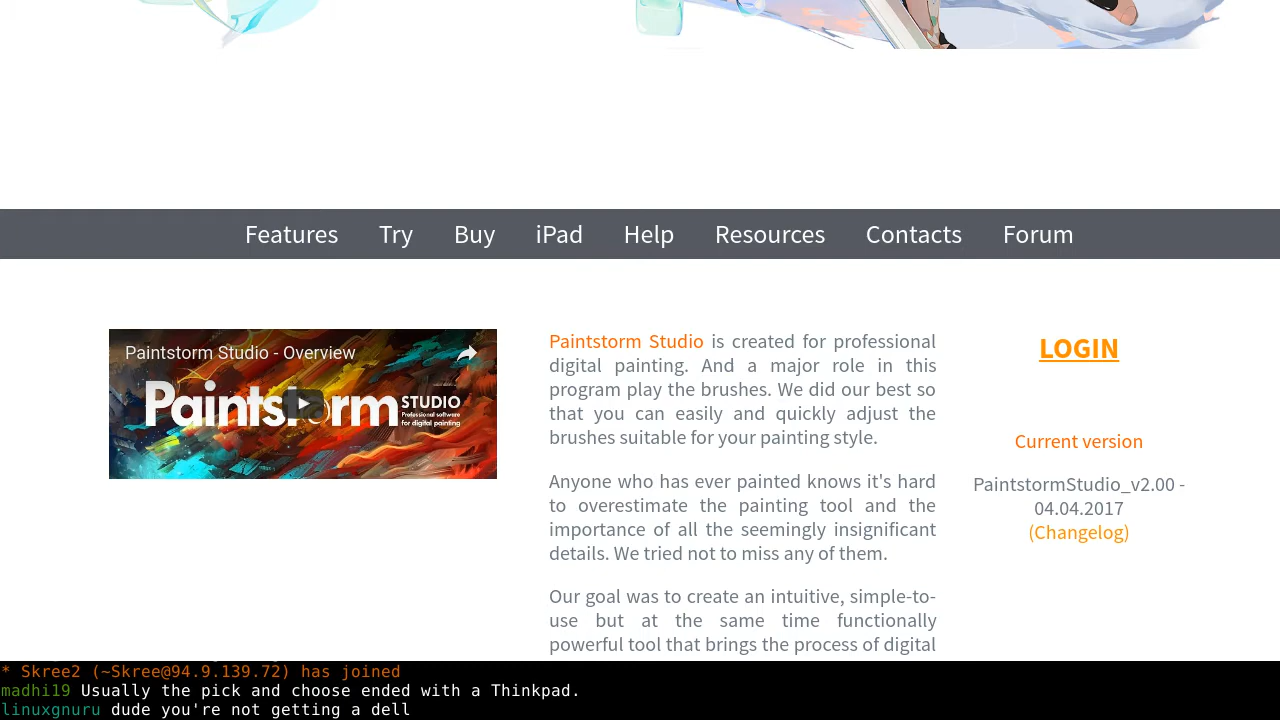 Features Try Buy iPad Help Resources Contacts Forum
Paintstorm Studio - Overview
Paintstorm STUDIO
Professional software
for digital painting
Paintstorm Studio is created for professional
digital painting. And a major role in this
program play the brushes. We did our best so
that you can easily and quickly adjust the
brushes suitable for your painting style.
Anyone who has ever painted knows it's hard
to overestimate the painting tool and the
importance of all the seemingly insignificant
details. We tried not to miss any of them.
Our goal was to create an intuitive, simple-to-
use but at the same time functionally
powerful tool that brings the process of digital
LOGIN
Current version
PaintstormStudio_v2.00 -
04.04.2017
(Changelog)
* Skree2 (~Skree@94.9.139.72) has joined
madhi19 Usually the pick and choose ended with a Thinkpad.
linuxgnuru dude you're not getting a dell